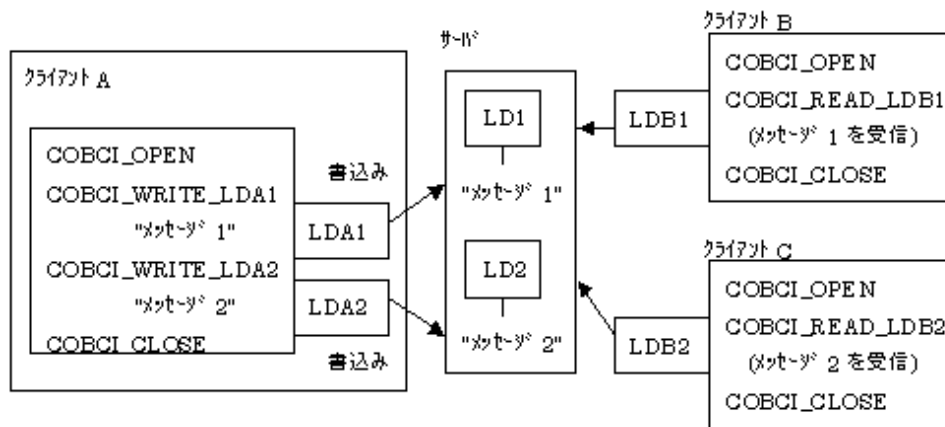 クライアント A
COBCI_OPEN
COBCI_WRITE_LDA1
"メッセージ 1"
COBCI_WRITE_LDA2
"メッセージ 2"
COBCI_CLOSE
書込み
LDA1
LDA2
書込み
サーバ
LD1
"メッセージ 1"
LD2
"メッセージ 2"
クライアント B
LDB1
COBCI_OPEN
COBCI_READ_LDB1
(メッセージ 1 を受信)
COBCI_CLOSE
クライアント C
LDB2
COBCI_OPEN
COBCI_READ_LDB2
(メッセージ 2 を受信)
COBCI_CLOSE